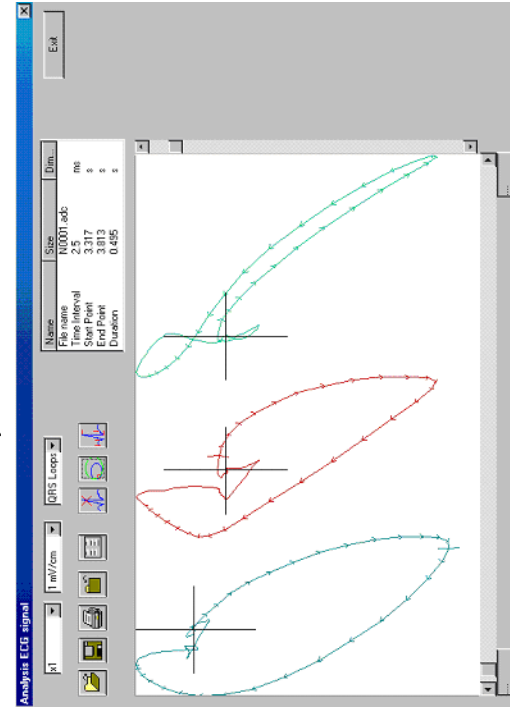 Analysis ECG signal
x1
1 mV/cm
QRS Loops
Name Size Dim...
File name N0001.adc
Time Interval 2.5 ms
Start Point 3.317 s
End Point 3.813 s
Duration 0.495 s
Exit
...
...